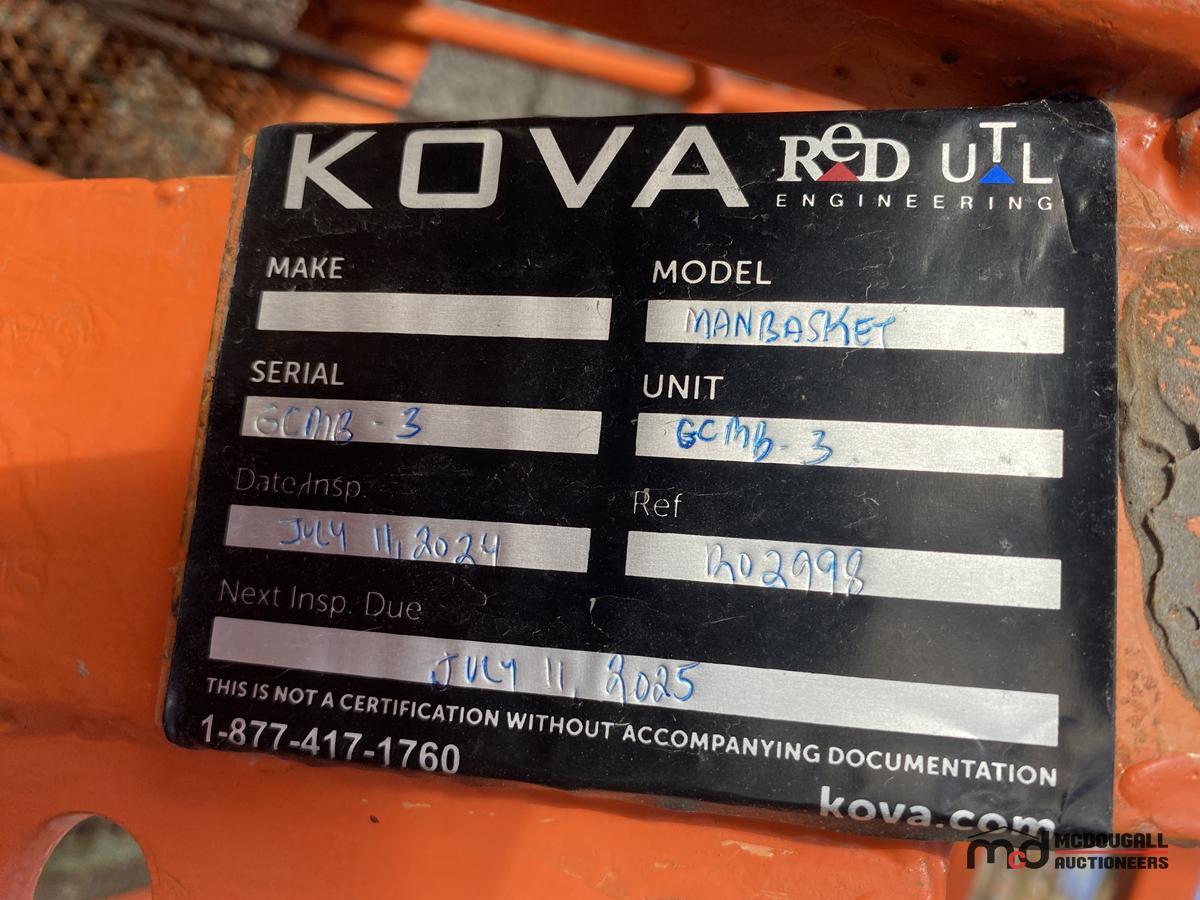 KOVA ReD UTL
ENGINEERING
MAKE MODEL
MANBASKET
SERIAL UNIT
GCMB - 3 GCMB - 3
Date Insp. Ref
JULY 11, 2024 R02998
Next Insp. Due
JULY 11, 2025
THIS IS NOT A CERTIFICATION WITHOUT ACCOMPANYING DOCUMENTATION
1-877-417-1760
kova.com
mcd MCDOUGALL
AUCTIONEERS